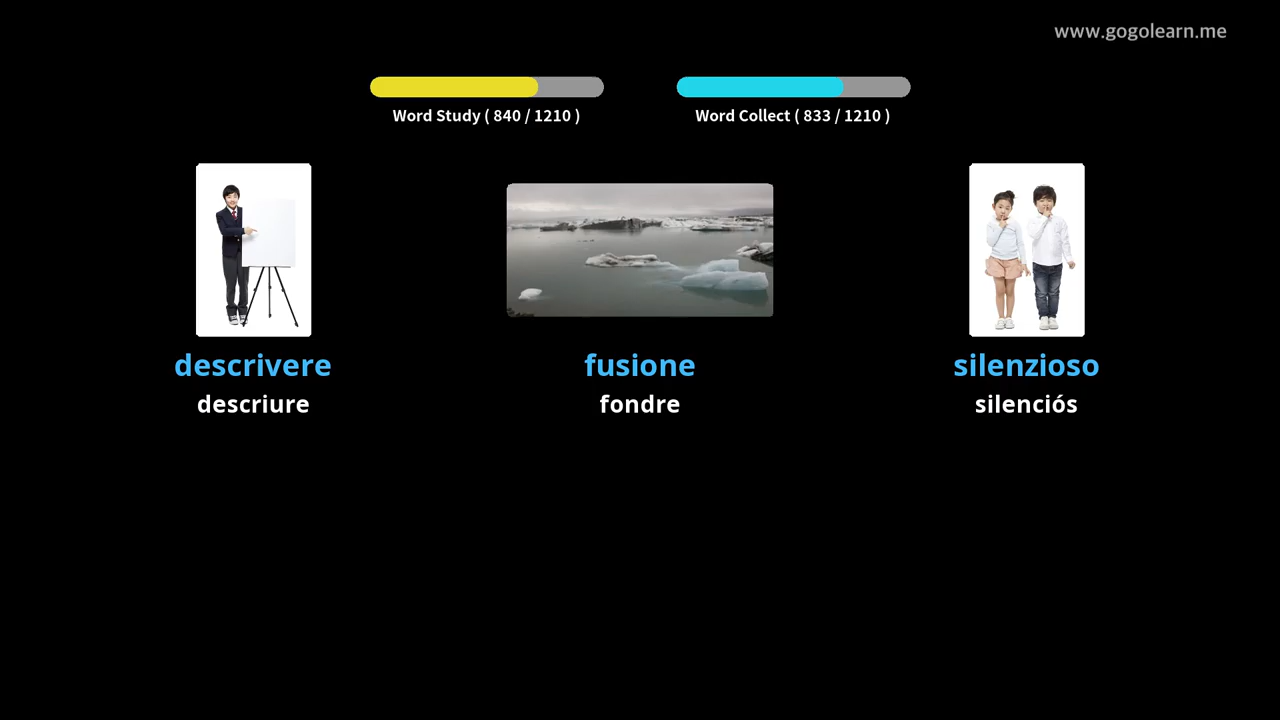 www.gogolearn.me
Word Study ( 840 / 1210 )
Word Collect ( 833 / 1210 )
descrivere
descriure
fusione
fondre
silenzioso
silenciós